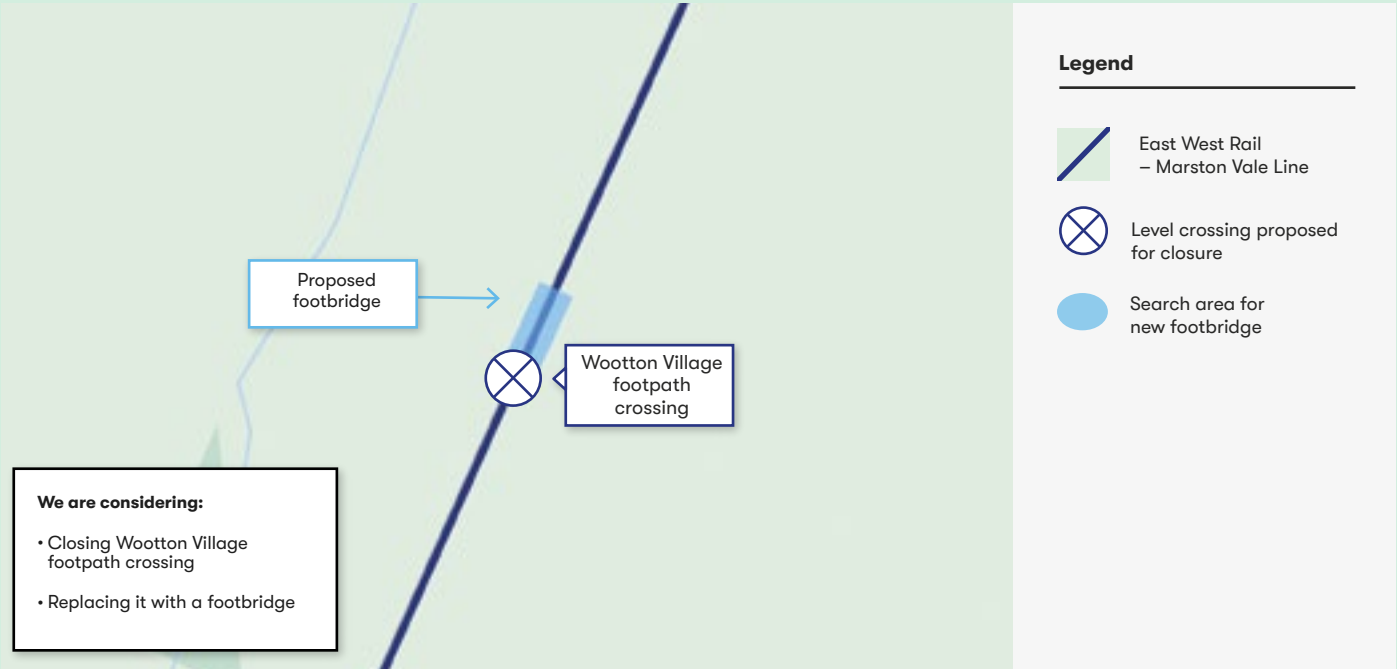 Proposed
footbridge
Wootton Village
footpath
crossing
We are considering:
• Closing Wootton Village
footpath crossing
• Replacing it with a footbridge
Legend
East West Rail
– Marston Vale Line
Level crossing proposed
for closure
Search area for
new footbridge